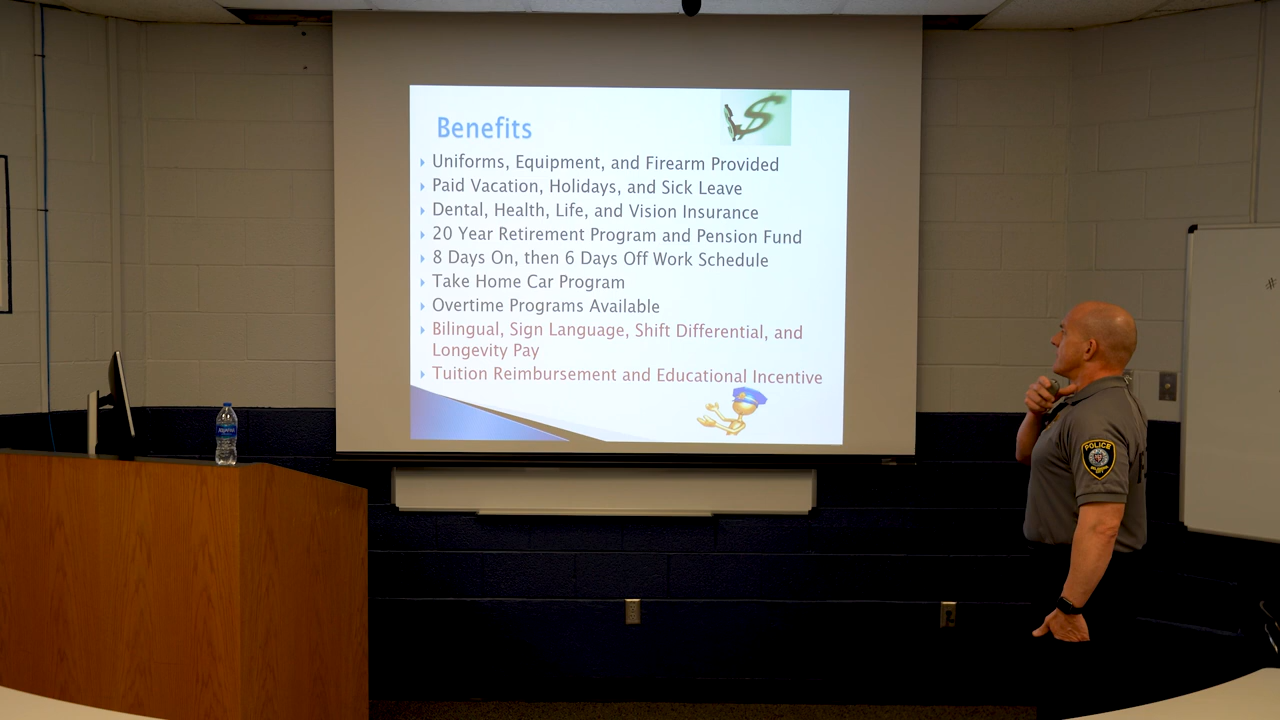 Benefits
Uniforms, Equipment, and Firearm Provided
Paid Vacation, Holidays, and Sick Leave
Dental, Health, Life, and Vision Insurance
20 Year Retirement Program and Pension Fund
8 Days On, then 6 Days Off Work Schedule
Take Home Car Program
Overtime Programs Available
Bilingual, Sign Language, Shift Differential, and
Longevity Pay
Tuition Reimbursement and Educational Incentive
POLICE